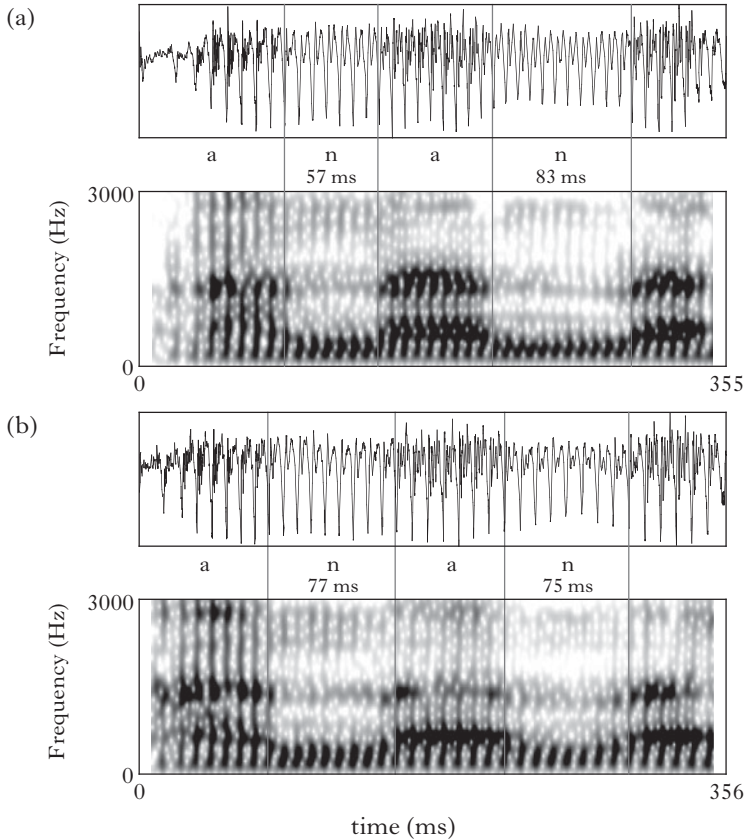 (a)
a n a n
57 ms 83 ms
3000
Frequency (Hz)
0
0 355
(b)
a n a n
77 ms 75 ms
3000
Frequency (Hz)
0
0 356
time (ms)